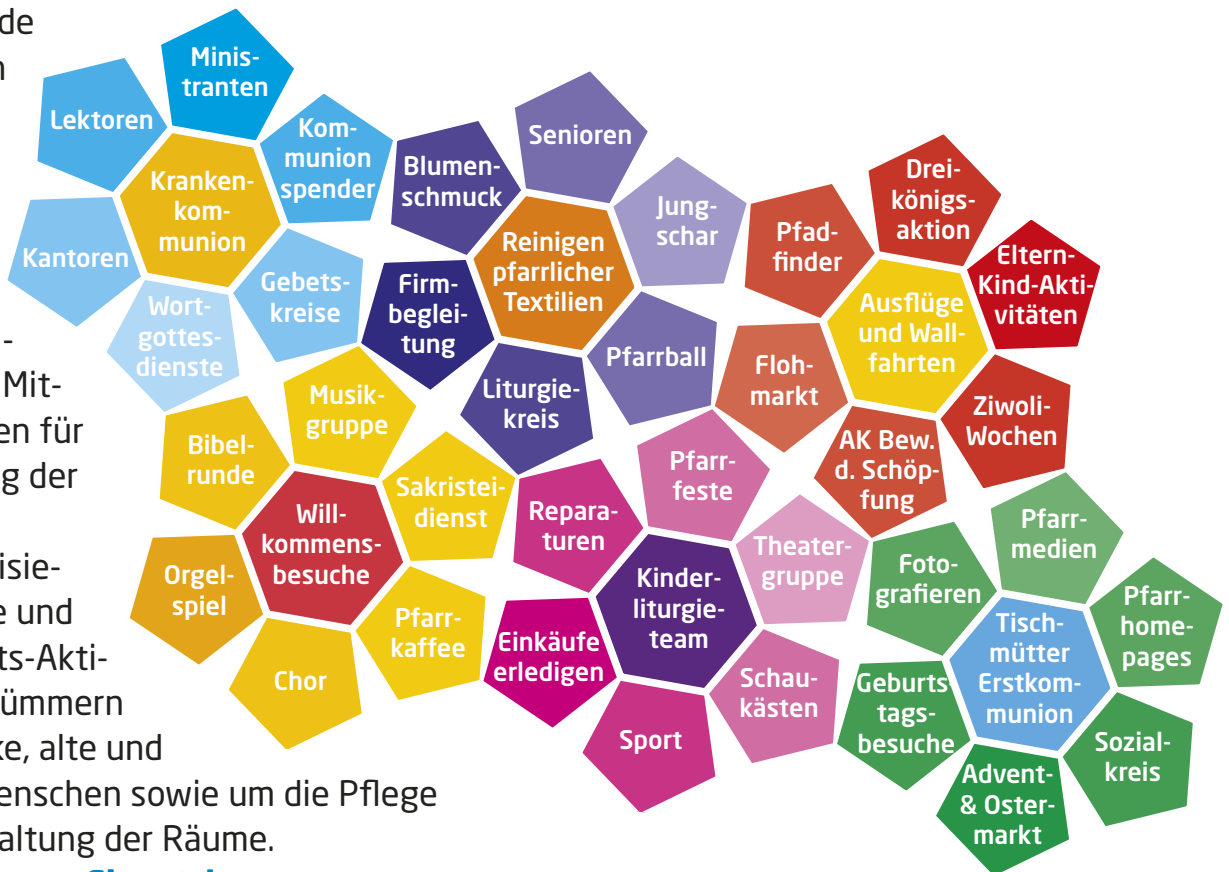 de
Minis-
tranten
Lektoren
Kom-
munion
spender
Kranken-
kom-
munion
Kantoren
Gebets-
kreise
Wort-
gottes-
dienste
Blumen-
schmuck
Senioren
Jung-
schar
Reinigen
pfarrlicher
Textilien
Firm-
beglei-
tung
Liturgie-
kreis
Pfarrball
Pfad-
finder
Drei-
königs-
aktion
Eltern-
Kind-Akti-
vitäten
Ausflüge
und Wall-
fahrten
Floh-
markt
Ziwoli-
Wochen
AK Bew.
d. Schöp-
fung
Musik-
gruppe
Bibel-
runde
Sakristei-
dienst
Will-
kommens-
besuche
Orgel-
spiel
Pfarr-
kaffee
Chor
Pfarr-
feste
Repara-
turen
Theater-
gruppe
Kinder-
liturgie-
team
Einkäufe
erledigen
Schau-
kästen
Sport
Pfarr-
medien
Foto-
grafieren
Pfarr-
home-
pages
Tisch-
mütter
Erstkom-
munion
Geburts
tags-
besuche
Sozial-
kreis
Advent-
& Oster-
markt
-
Mit-
en für
g der
isie-
e und
ts-Akti-
ümmern
ke, alte und
enschen sowie um die Pflege
altung der Räume.